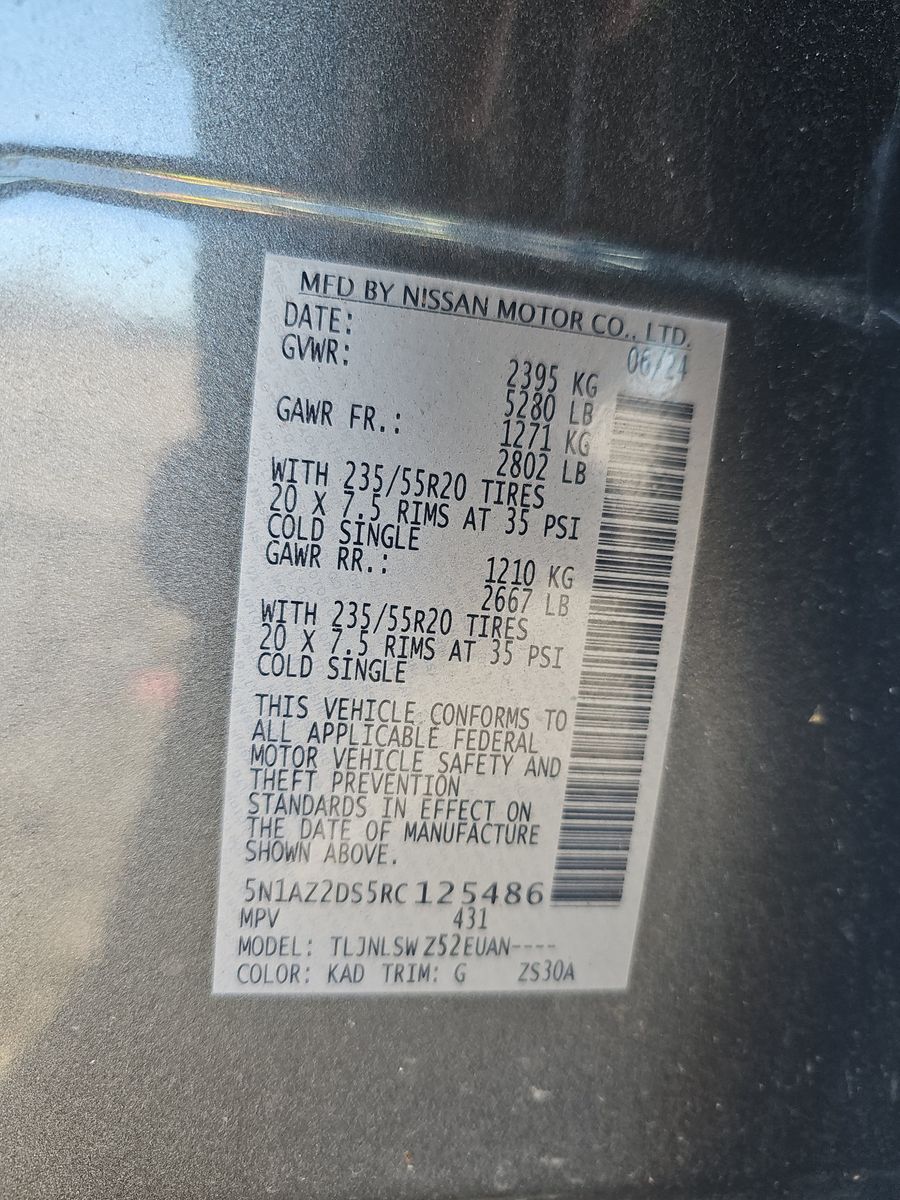 MFD BY NISSAN MOTOR CO., LTD.
DATE: 06/24
GVWR: 2395 KG
5280 LB
GAWR FR.: 1271 KG
2802 LB
WITH 235/55R20 TIRES
20 X 7.5 RIMS AT 35 PSI
COLD SINGLE
GAWR RR.: 1210 KG
2667 LB
WITH 235/55R20 TIRES
20 X 7.5 RIMS AT 35 PSI
COLD SINGLE
THIS VEHICLE CONFORMS TO
ALL APPLICABLE FEDERAL
MOTOR VEHICLE SAFETY AND
THEFT PREVENTION
STANDARDS IN EFFECT ON
THE DATE OF MANUFACTURE
SHOWN ABOVE.
5N1AZ2DS5RC125486
MPV 431
MODEL: TLJNLSW Z52EUAN----
COLOR: KAD TRIM: G ZS30A